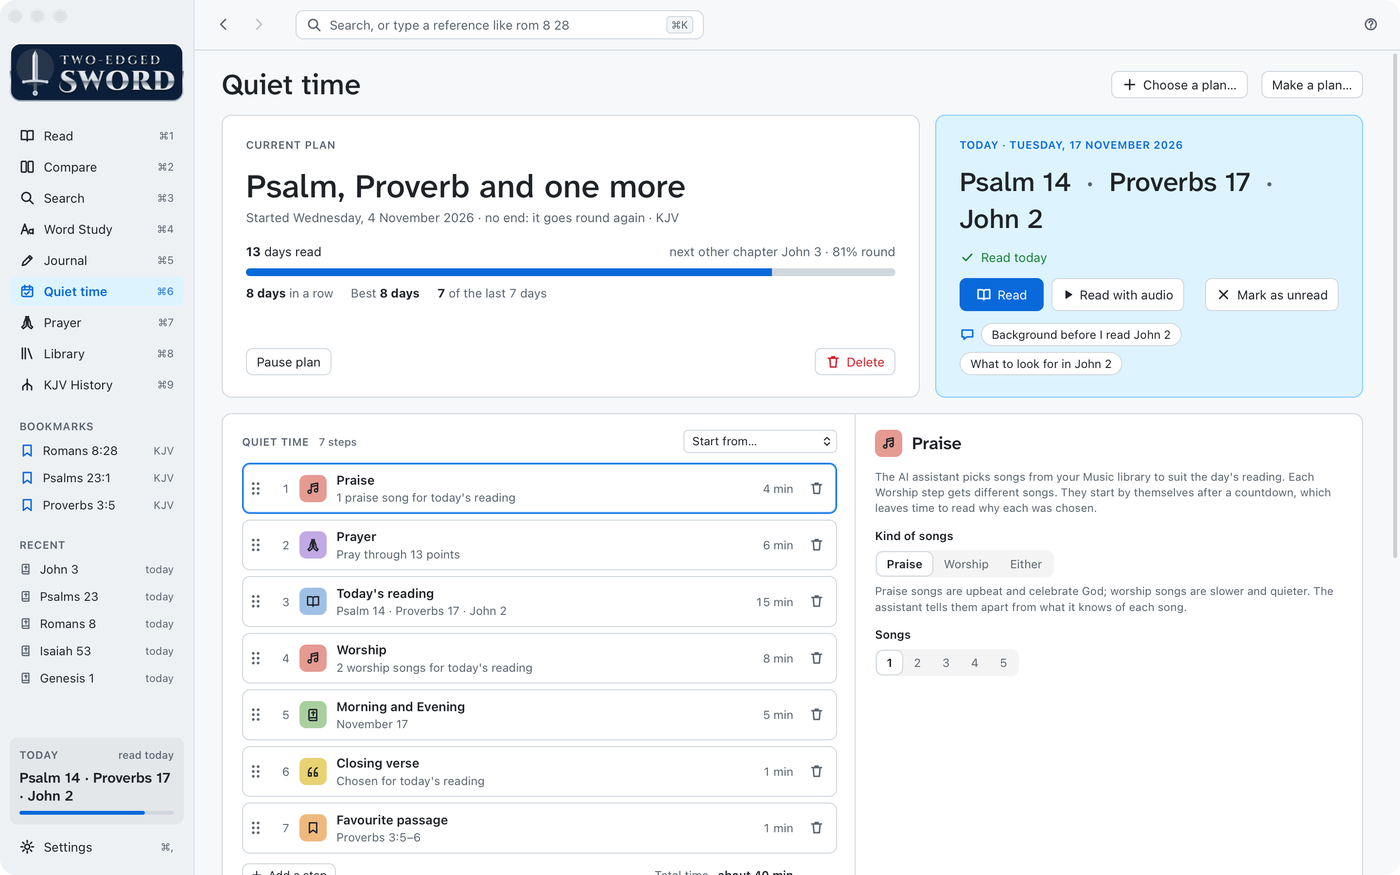 TWO-EDGED
SWORD
Read ⌘1
Compare ⌘2
Search ⌘3
Word Study ⌘4
Journal ⌘5
Quiet time ⌘6
Prayer ⌘7
Library ⌘8
KJV History ⌘9
BOOKMARKS
Romans 8:28 KJV
Psalms 23:1 KJV
Proverbs 3:5 KJV
RECENT
John 3 today
Psalms 23 today
Romans 8 today
Isaiah 53 today
Genesis 1 today
TODAY read today
Psalm 14 · Proverbs 17
· John 2
Settings ⌘,
Search, or type a reference like rom 8 28 ⌘K
Quiet time
Choose a plan…
Make a plan…
CURRENT PLAN
Psalm, Proverb and one more
Started Wednesday, 4 November 2026 · no end: it goes round again · KJV
13 days read next other chapter John 3 · 81% round
8 days in a row Best 8 days 7 of the last 7 days
Pause plan Delete
TODAY · TUESDAY, 17 NOVEMBER 2026
Psalm 14 · Proverbs 17 ·
John 2
Read today
Read Read with audio Mark as unread
Background before I read John 2
What to look for in John 2
QUIET TIME 7 steps Start from…
1 Praise 4 min
1 praise song for today's reading
2 Prayer 6 min
Pray through 13 points
3 Today's reading 15 min
Psalm 14 · Proverbs 17 · John 2
4 Worship 8 min
2 worship songs for today's reading
5 Morning and Evening 5 min
November 17
6 Closing verse 1 min
Chosen for today's reading
7 Favourite passage 1 min
Proverbs 3:5–6
Add a step Total time about 40 min
Praise
The AI assistant picks songs from your Music library to suit the day's reading. Each
Worship step gets different songs. They start by themselves after a countdown, which
leaves time to read why each was chosen.
Kind of songs
Praise Worship Either
Praise songs are upbeat and celebrate God; worship songs are slower and quieter. The
assistant tells them apart from what it knows of each song.
Songs
1 2 3 4 5